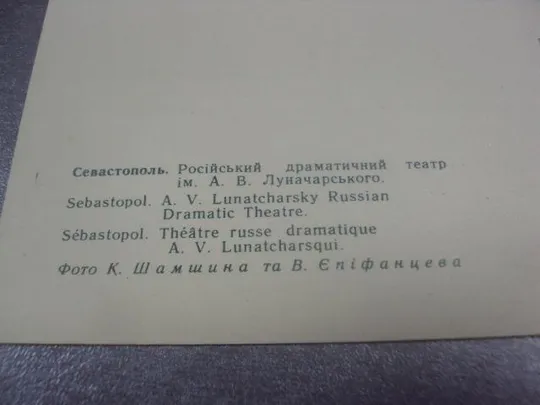 Севастополь. Російський драматичний театр
ім. А. В. Луначарського.
Sebastopol. A. V. Lunatcharsky Russian
Dramatic Theatre.
Sébastopol. Théâtre russe dramatique
A. V. Lunatcharsqui.
Фото К. Шамшина та В. Єпіфанцева